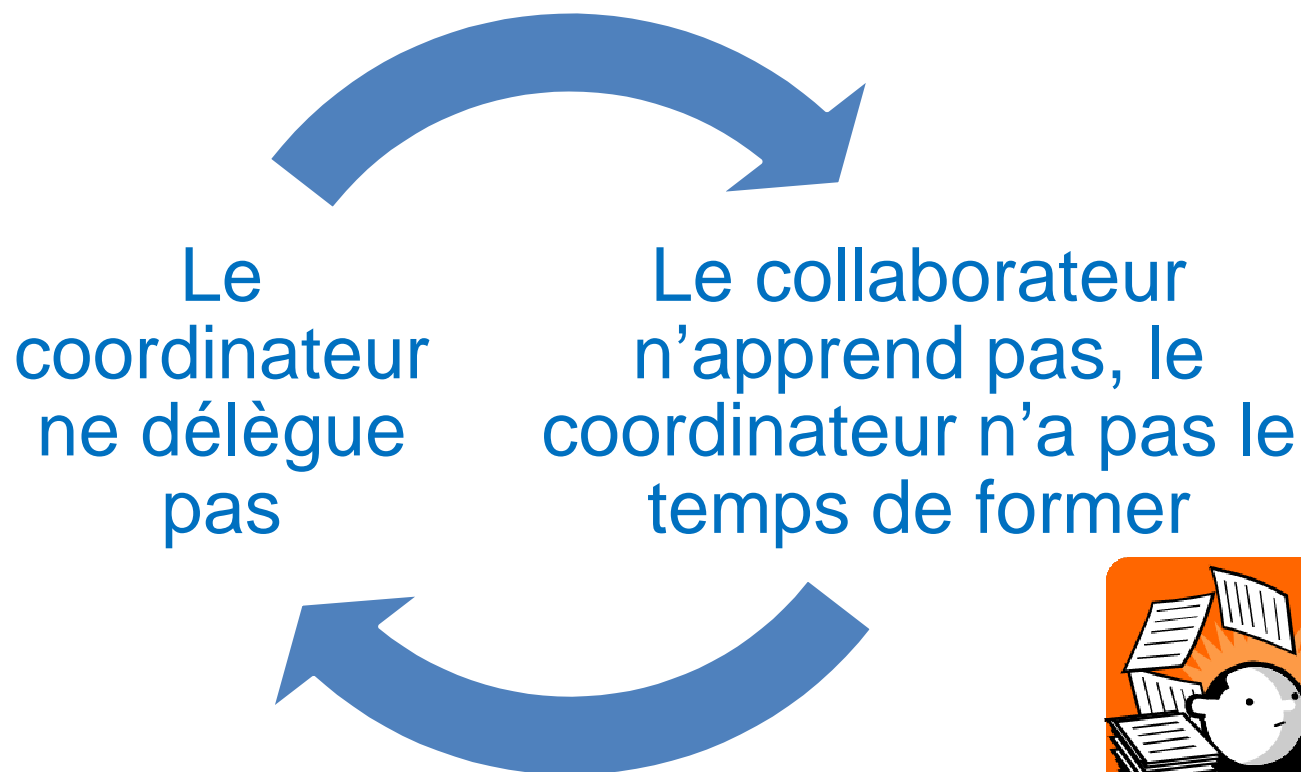 Le
coordinateur
ne délègue
pas
Le collaborateur
n’apprend pas, le
coordinateur n’a pas le
temps de former